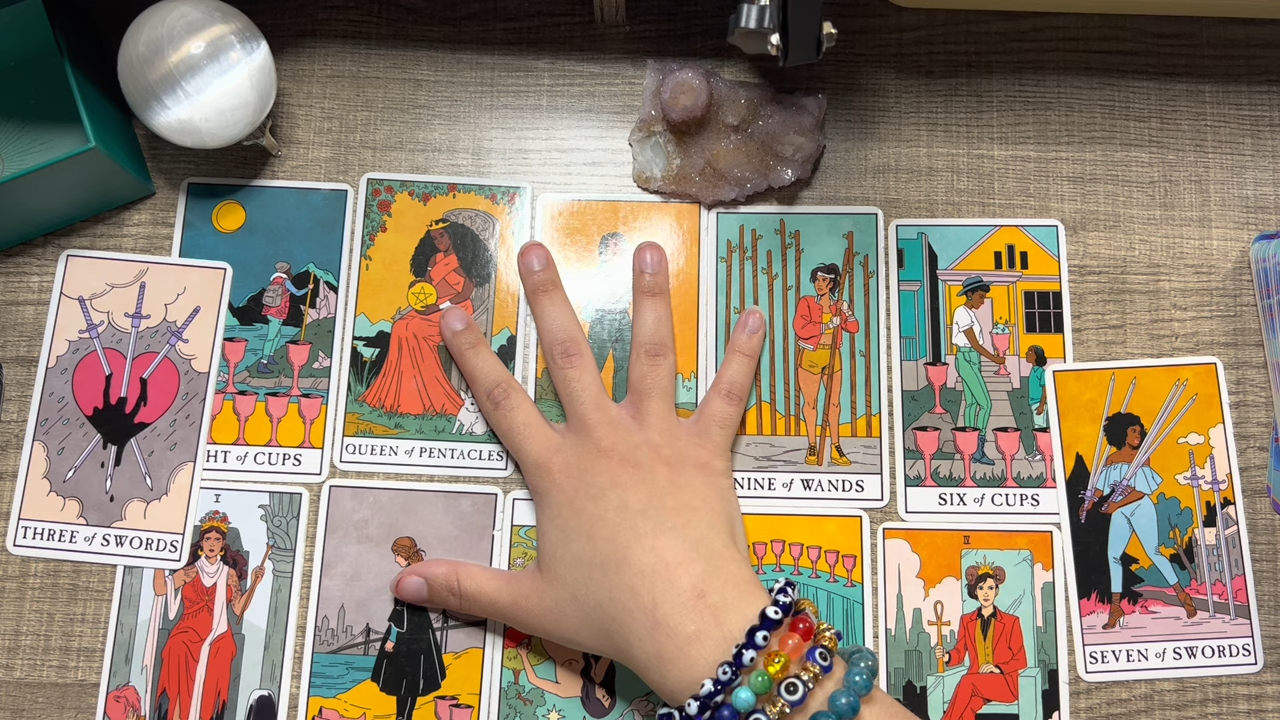 HT of CUPS
QUEEN of PENTACLES
NINE of WANDS
SIX of CUPS
THREE of SWORDS
SEVEN of SWORDS
V
IV